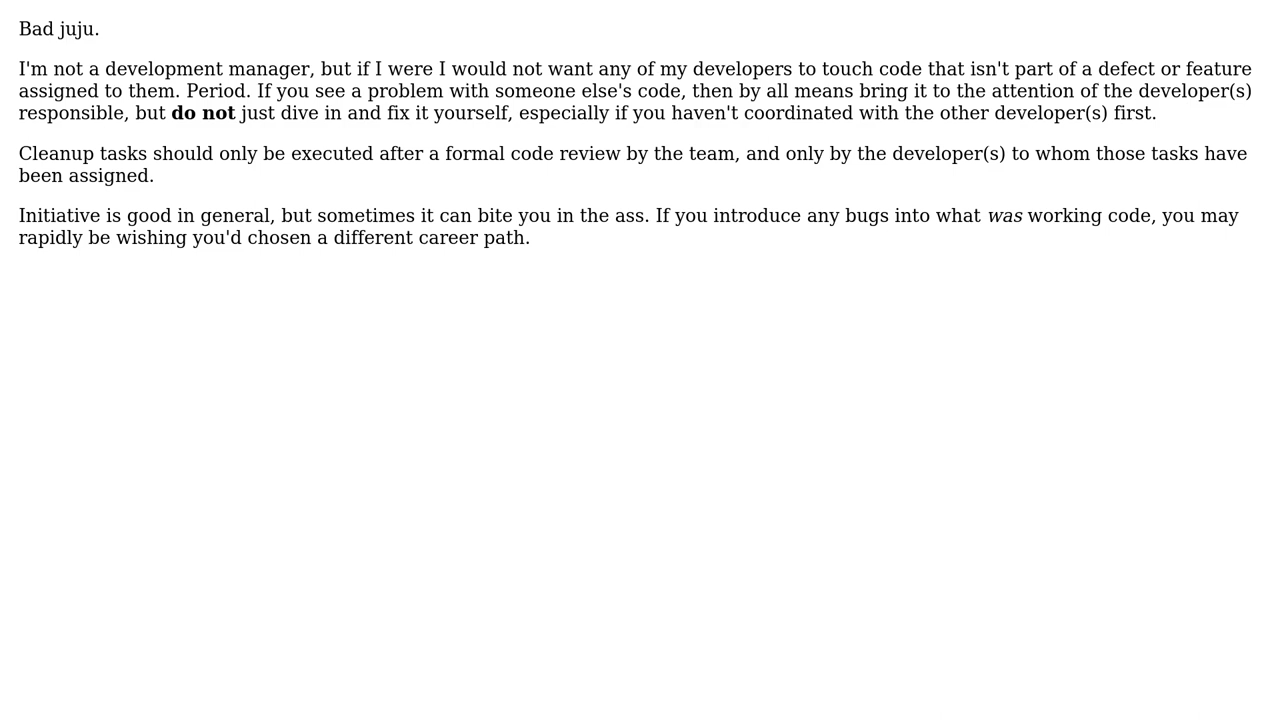 Bad juju.
I'm not a development manager, but if I were I would not want any of my developers to touch code that isn't part of a defect or feature
assigned to them. Period. If you see a problem with someone else's code, then by all means bring it to the attention of the developer(s)
responsible, but do not just dive in and fix it yourself, especially if you haven't coordinated with the other developer(s) first.
Cleanup tasks should only be executed after a formal code review by the team, and only by the developer(s) to whom those tasks have
been assigned.
Initiative is good in general, but sometimes it can bite you in the ass. If you introduce any bugs into what was working code, you may
rapidly be wishing you'd chosen a different career path.